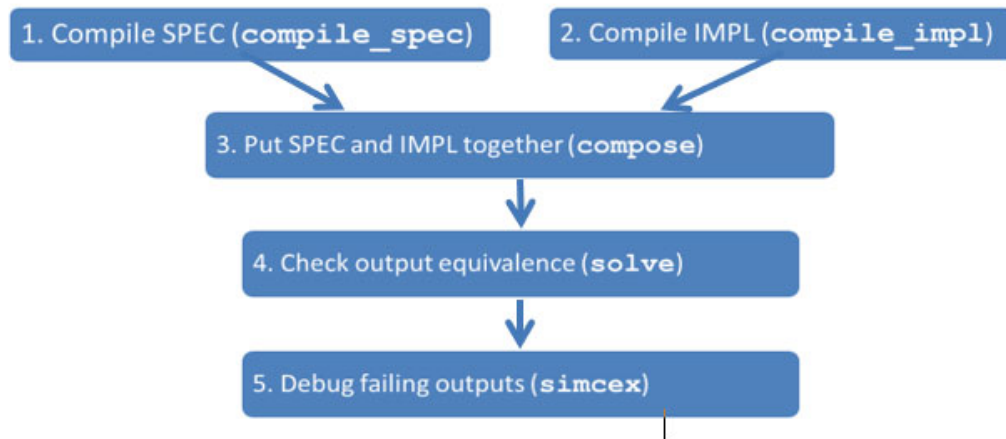 1. Compile SPEC (compile_spec)
2. Compile IMPL (compile_impl)
3. Put SPEC and IMPL together (compose)
4. Check output equivalence (solve)
5. Debug failing outputs (simcex)